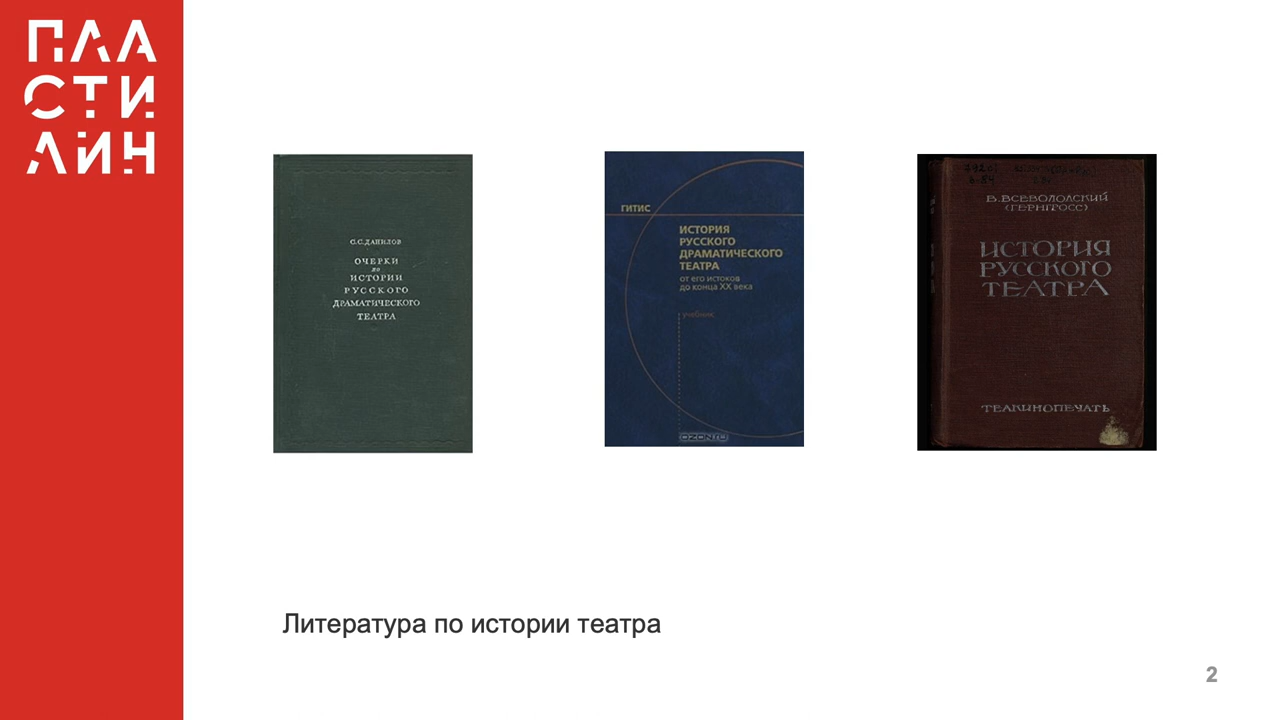 ПЛА
СТИ
ЛИН
С.С.ДАНИЛОВ
ОЧЕРКИ
по
ИСТОРИИ
РУССКОГО
ДРАМАТИЧЕСКОГО
ТЕАТРА
ГИТИС
ИСТОРИЯ
РУССКОГО
ДРАМАТИЧЕСКОГО
ТЕАТРА
от его истоков
до конца XX века
учебник
OZON.ru
В. ВСЕВОЛОДСКИЙ
(ГЕРНГРОСС)
ИСТОРИЯ
РУССКОГО
ТЕАТРА
ТЕАКИНОПЕЧАТЬ
Литература по истории театра
2